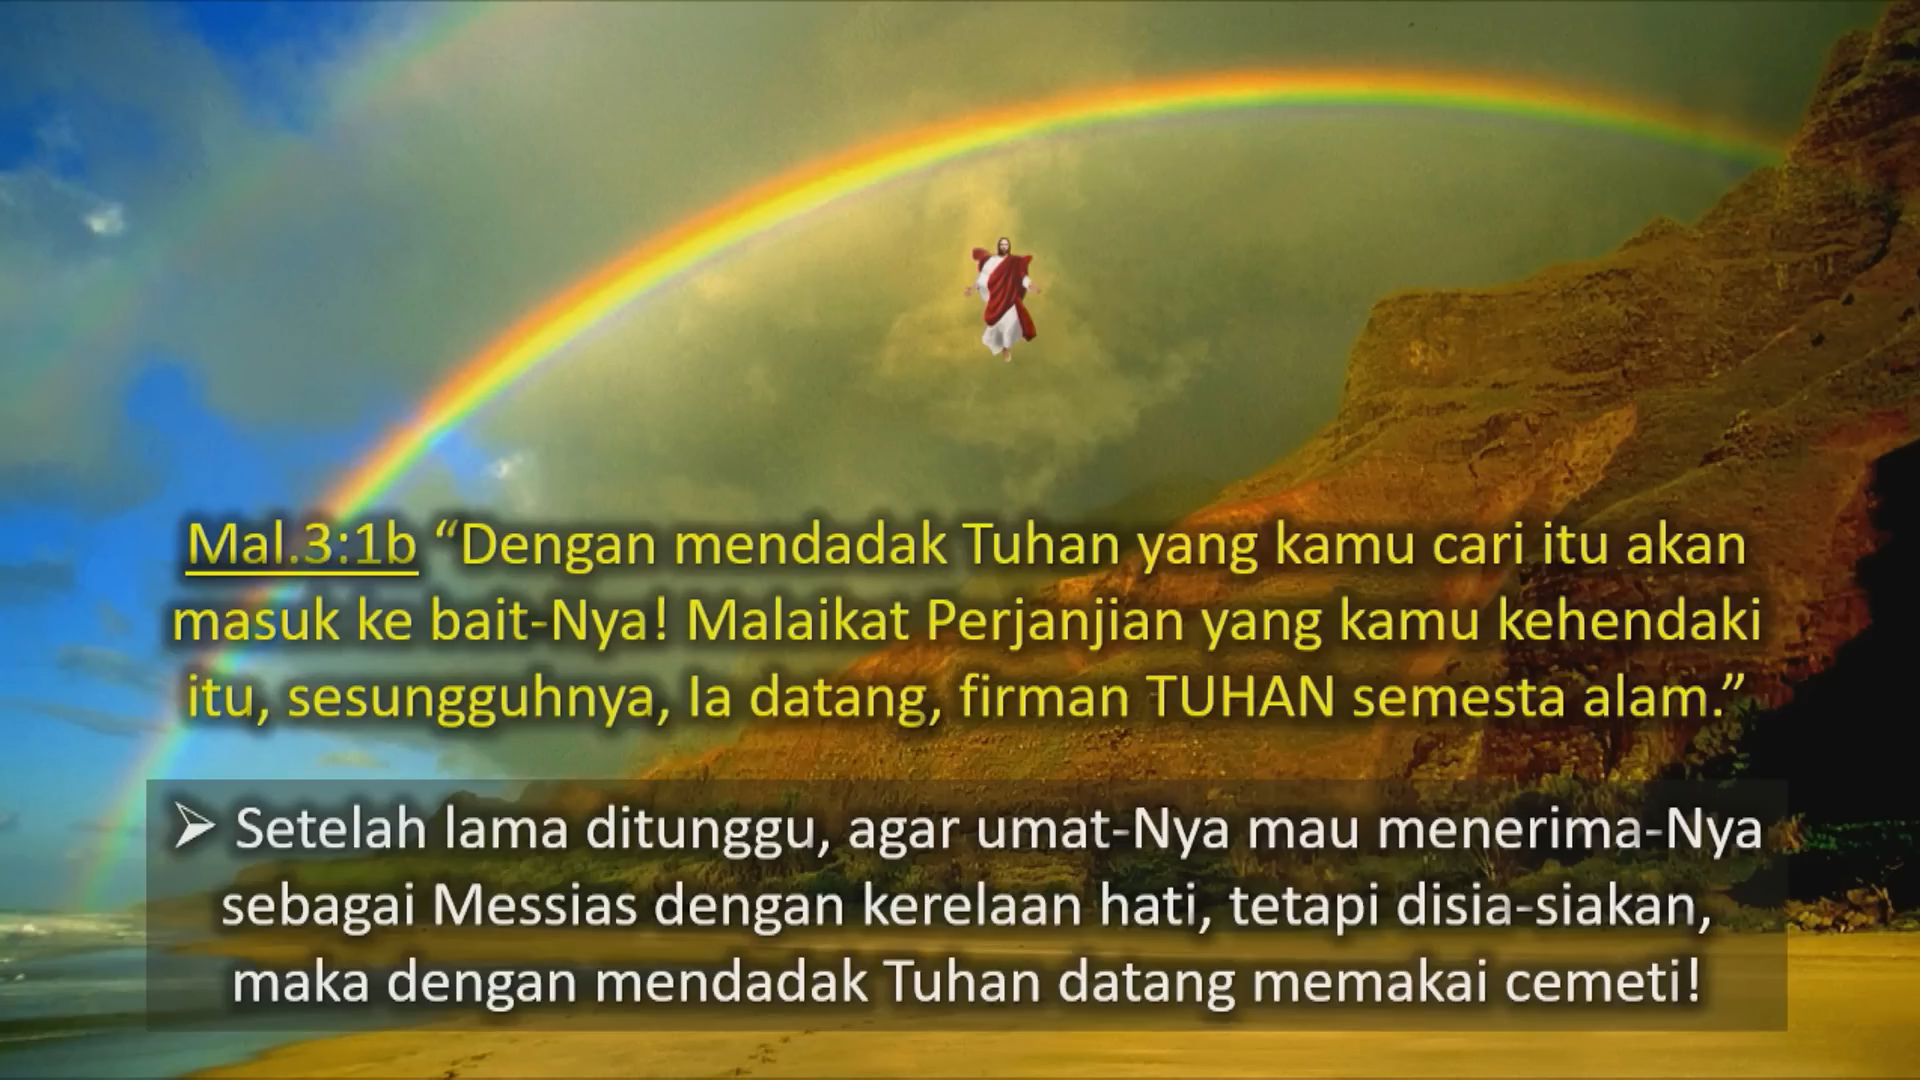 Mal.3:1b “Dengan mendadak Tuhan yang kamu cari itu akan
masuk ke bait-Nya! Malaikat Perjanjian yang kamu kehendaki
itu, sesungguhnya, Ia datang, firman TUHAN semesta alam.”
➢ Setelah lama ditunggu, agar umat-Nya mau menerima-Nya
sebagai Messias dengan kerelaan hati, tetapi disia-siakan,
maka dengan mendadak Tuhan datang memakai cemeti!